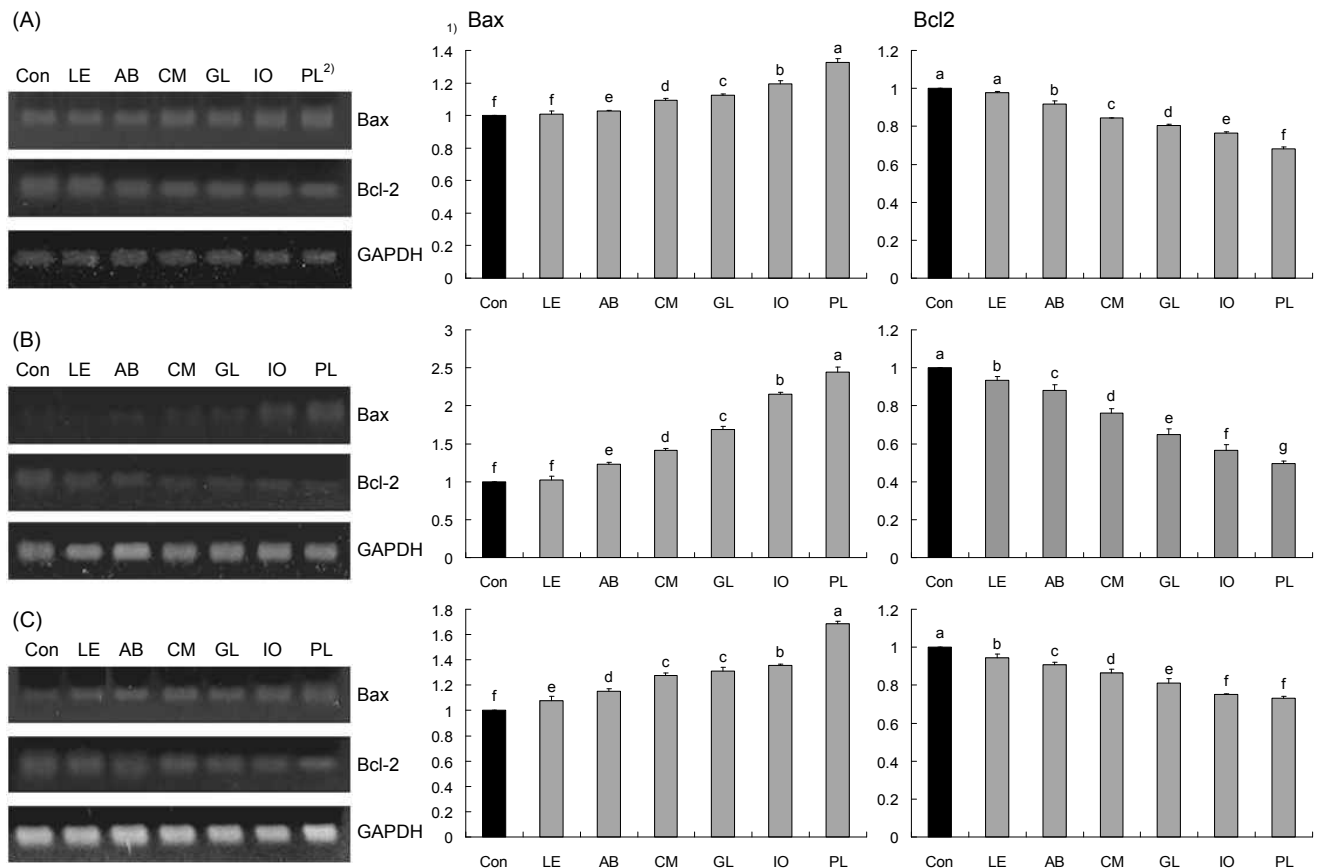 (A)
Con LE AB CM GL IO PL2)
Bax
Bcl-2
GAPDH
1) Bax
1.4
1.2
1
0.8
0.6
0.4
0.2
0
f f e d c b a
Con LE AB CM GL IO PL
Bcl2
1.2
1
0.8
0.6
0.4
0.2
0
a a b c d e f
Con LE AB CM GL IO PL
(B)
Con LE AB CM GL IO PL
Bax
Bcl-2
GAPDH
3
2.5
2
1.5
1
0.5
0
f f e d c b a
Con LE AB CM GL IO PL
1.2
1
0.8
0.6
0.4
0.2
0
a b c d e f g
Con LE AB CM GL IO PL
(C)
Con LE AB CM GL IO PL
Bax
Bcl-2
GAPDH
1.8
1.6
1.4
1.2
1
0.8
0.6
0.4
0.2
0
f e d c c b a
Con LE AB CM GL IO PL
1.2
1
0.8
0.6
0.4
0.2
0
a b c d e f f
Con LE AB CM GL IO PL